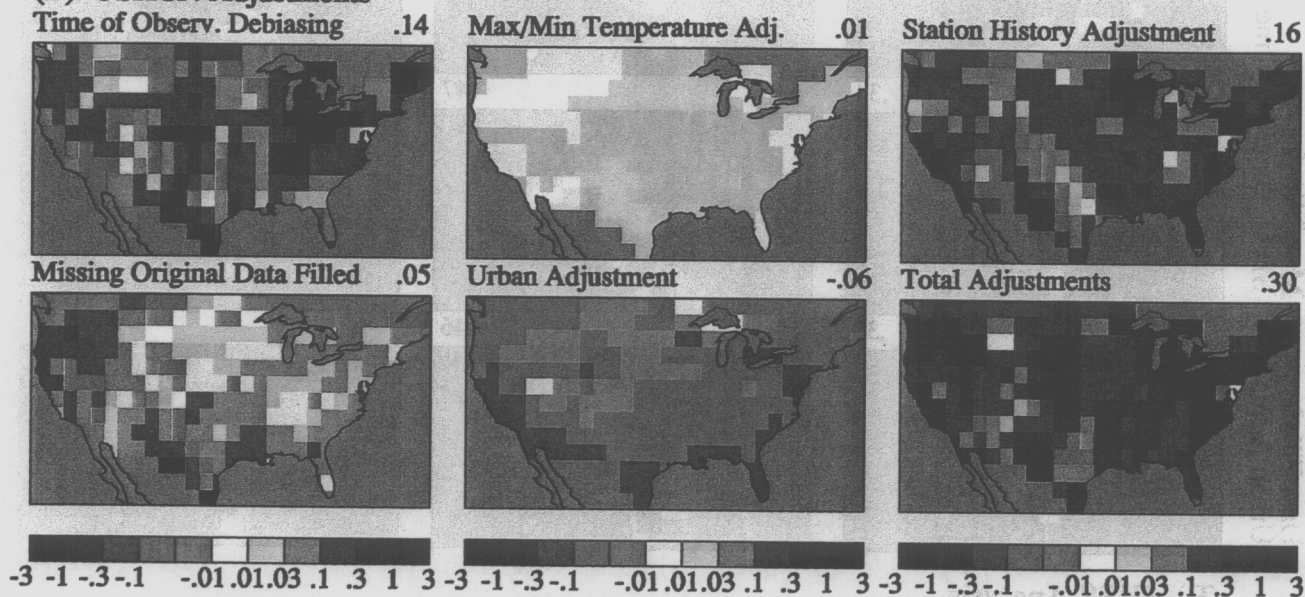 Time of Observ. Debiasing .14
Max/Min Temperature Adj. .01
Station History Adjustment .16
Missing Original Data Filled .05
Urban Adjustment -.06
Total Adjustments .30
-3 -1 -.3 -.1 -.01 .01 .03 .1 .3 1 3
-3 -1 -.3 -.1 -.01 .01 .03 .1 .3 1 3
-3 -1 -.3 -.1 -.01 .01 .03 .1 .3 1 3